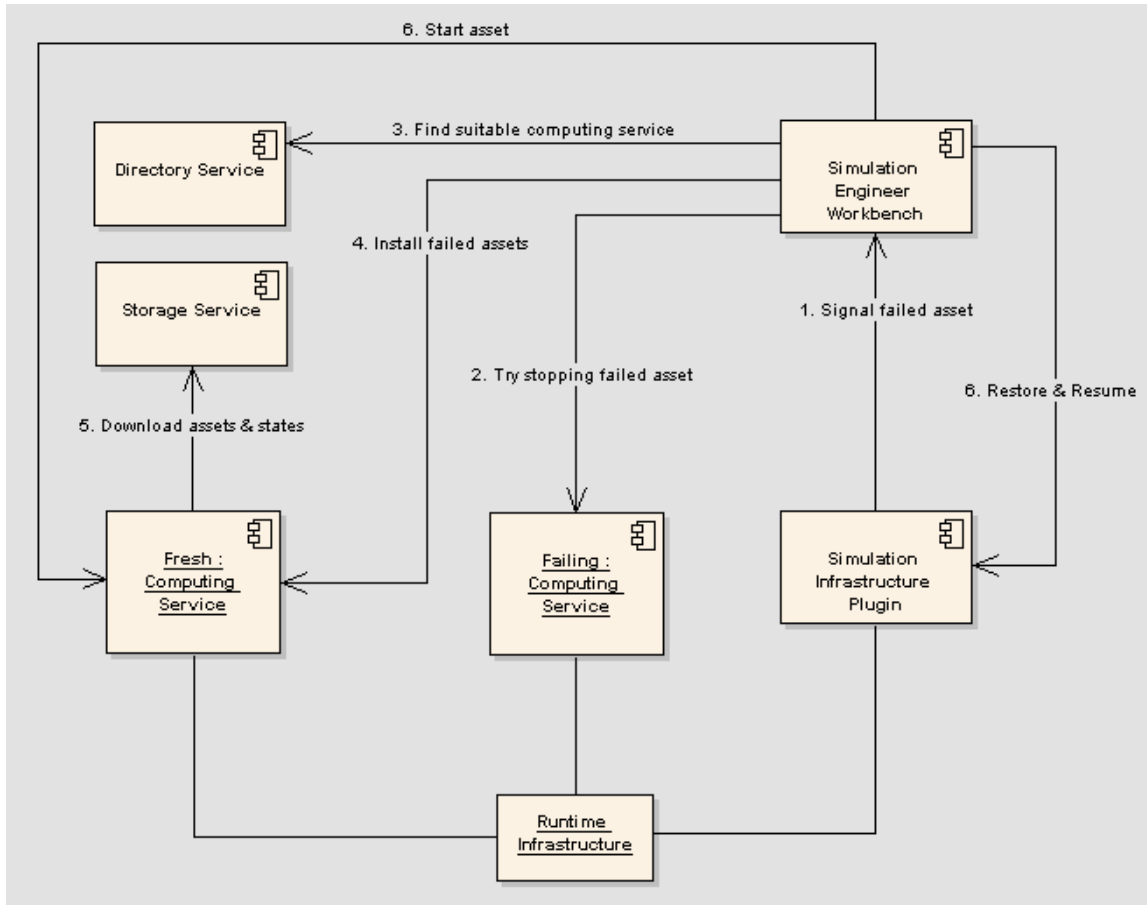 6. Start asset
3. Find suitable computing service
Directory Service
Simulation
Engineer
Workbench
4. Install failed assets
Storage Service
1. Signal failed asset
2. Try stopping failed asset
6. Restore & Resume
5. Download assets & states
Fresh :
Computing
Service
Failing :
Computing
Service
Simulation
Infrastructure
Plugin
Runtime
Infrastructure